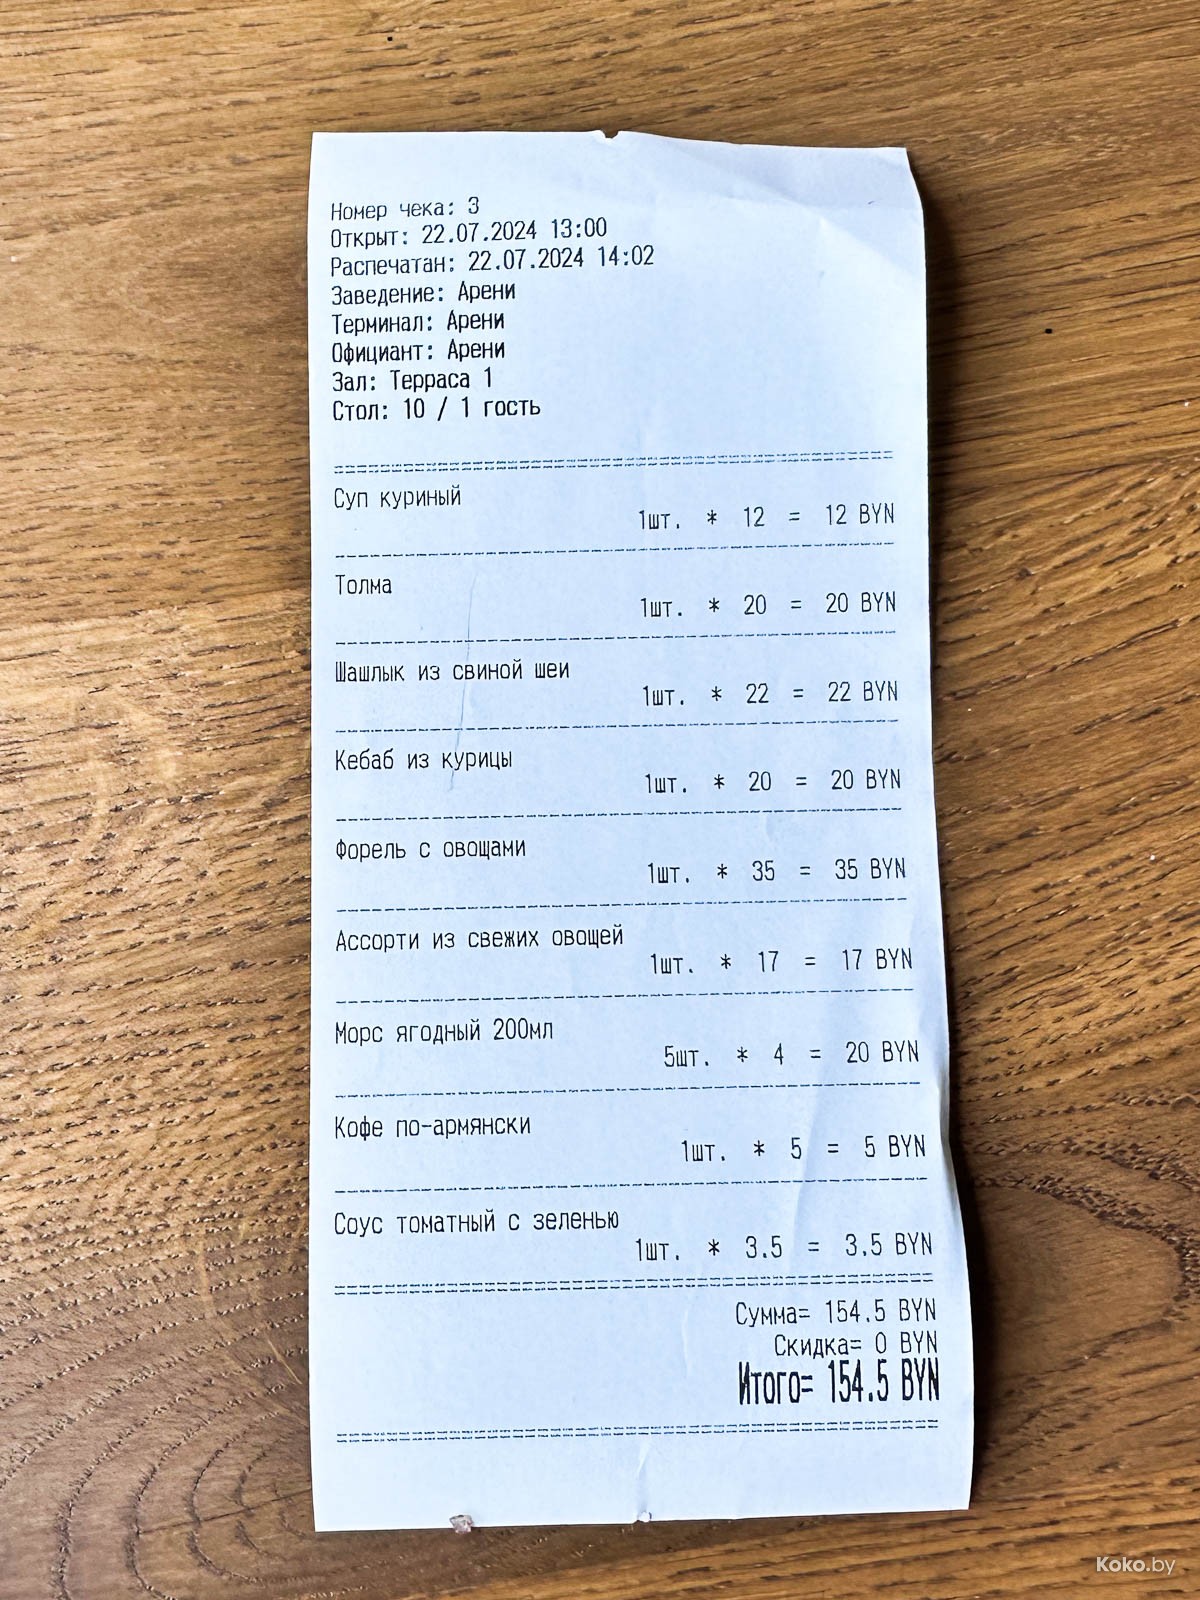 Номер чека: 3
Открыт: 22.07.2024 13:00
Распечатан: 22.07.2024 14:02
Заведение: Арени
Терминал: Арени
Официант: Арени
Зал: Терраса 1
Стол: 10 / 1 гость
Суп куриный
1шт. * 12 = 12 BYN
Толма
1шт. * 20 = 20 BYN
Шашлык из свиной шеи
1шт. * 22 = 22 BYN
Кебаб из курицы
1шт. * 20 = 20 BYN
Форель с овощами
1шт. * 35 = 35 BYN
Ассорти из свежих овощей
1шт. * 17 = 17 BYN
Морс ягодный 200мл
5шт. * 4 = 20 BYN
Кофе по-армянски
1шт. * 5 = 5 BYN
Соус томатный с зеленью
1шт. * 3.5 = 3.5 BYN
Сумма= 154.5 BYN
Скидка= 0 BYN
Итого= 154.5 BYN
Koko.by